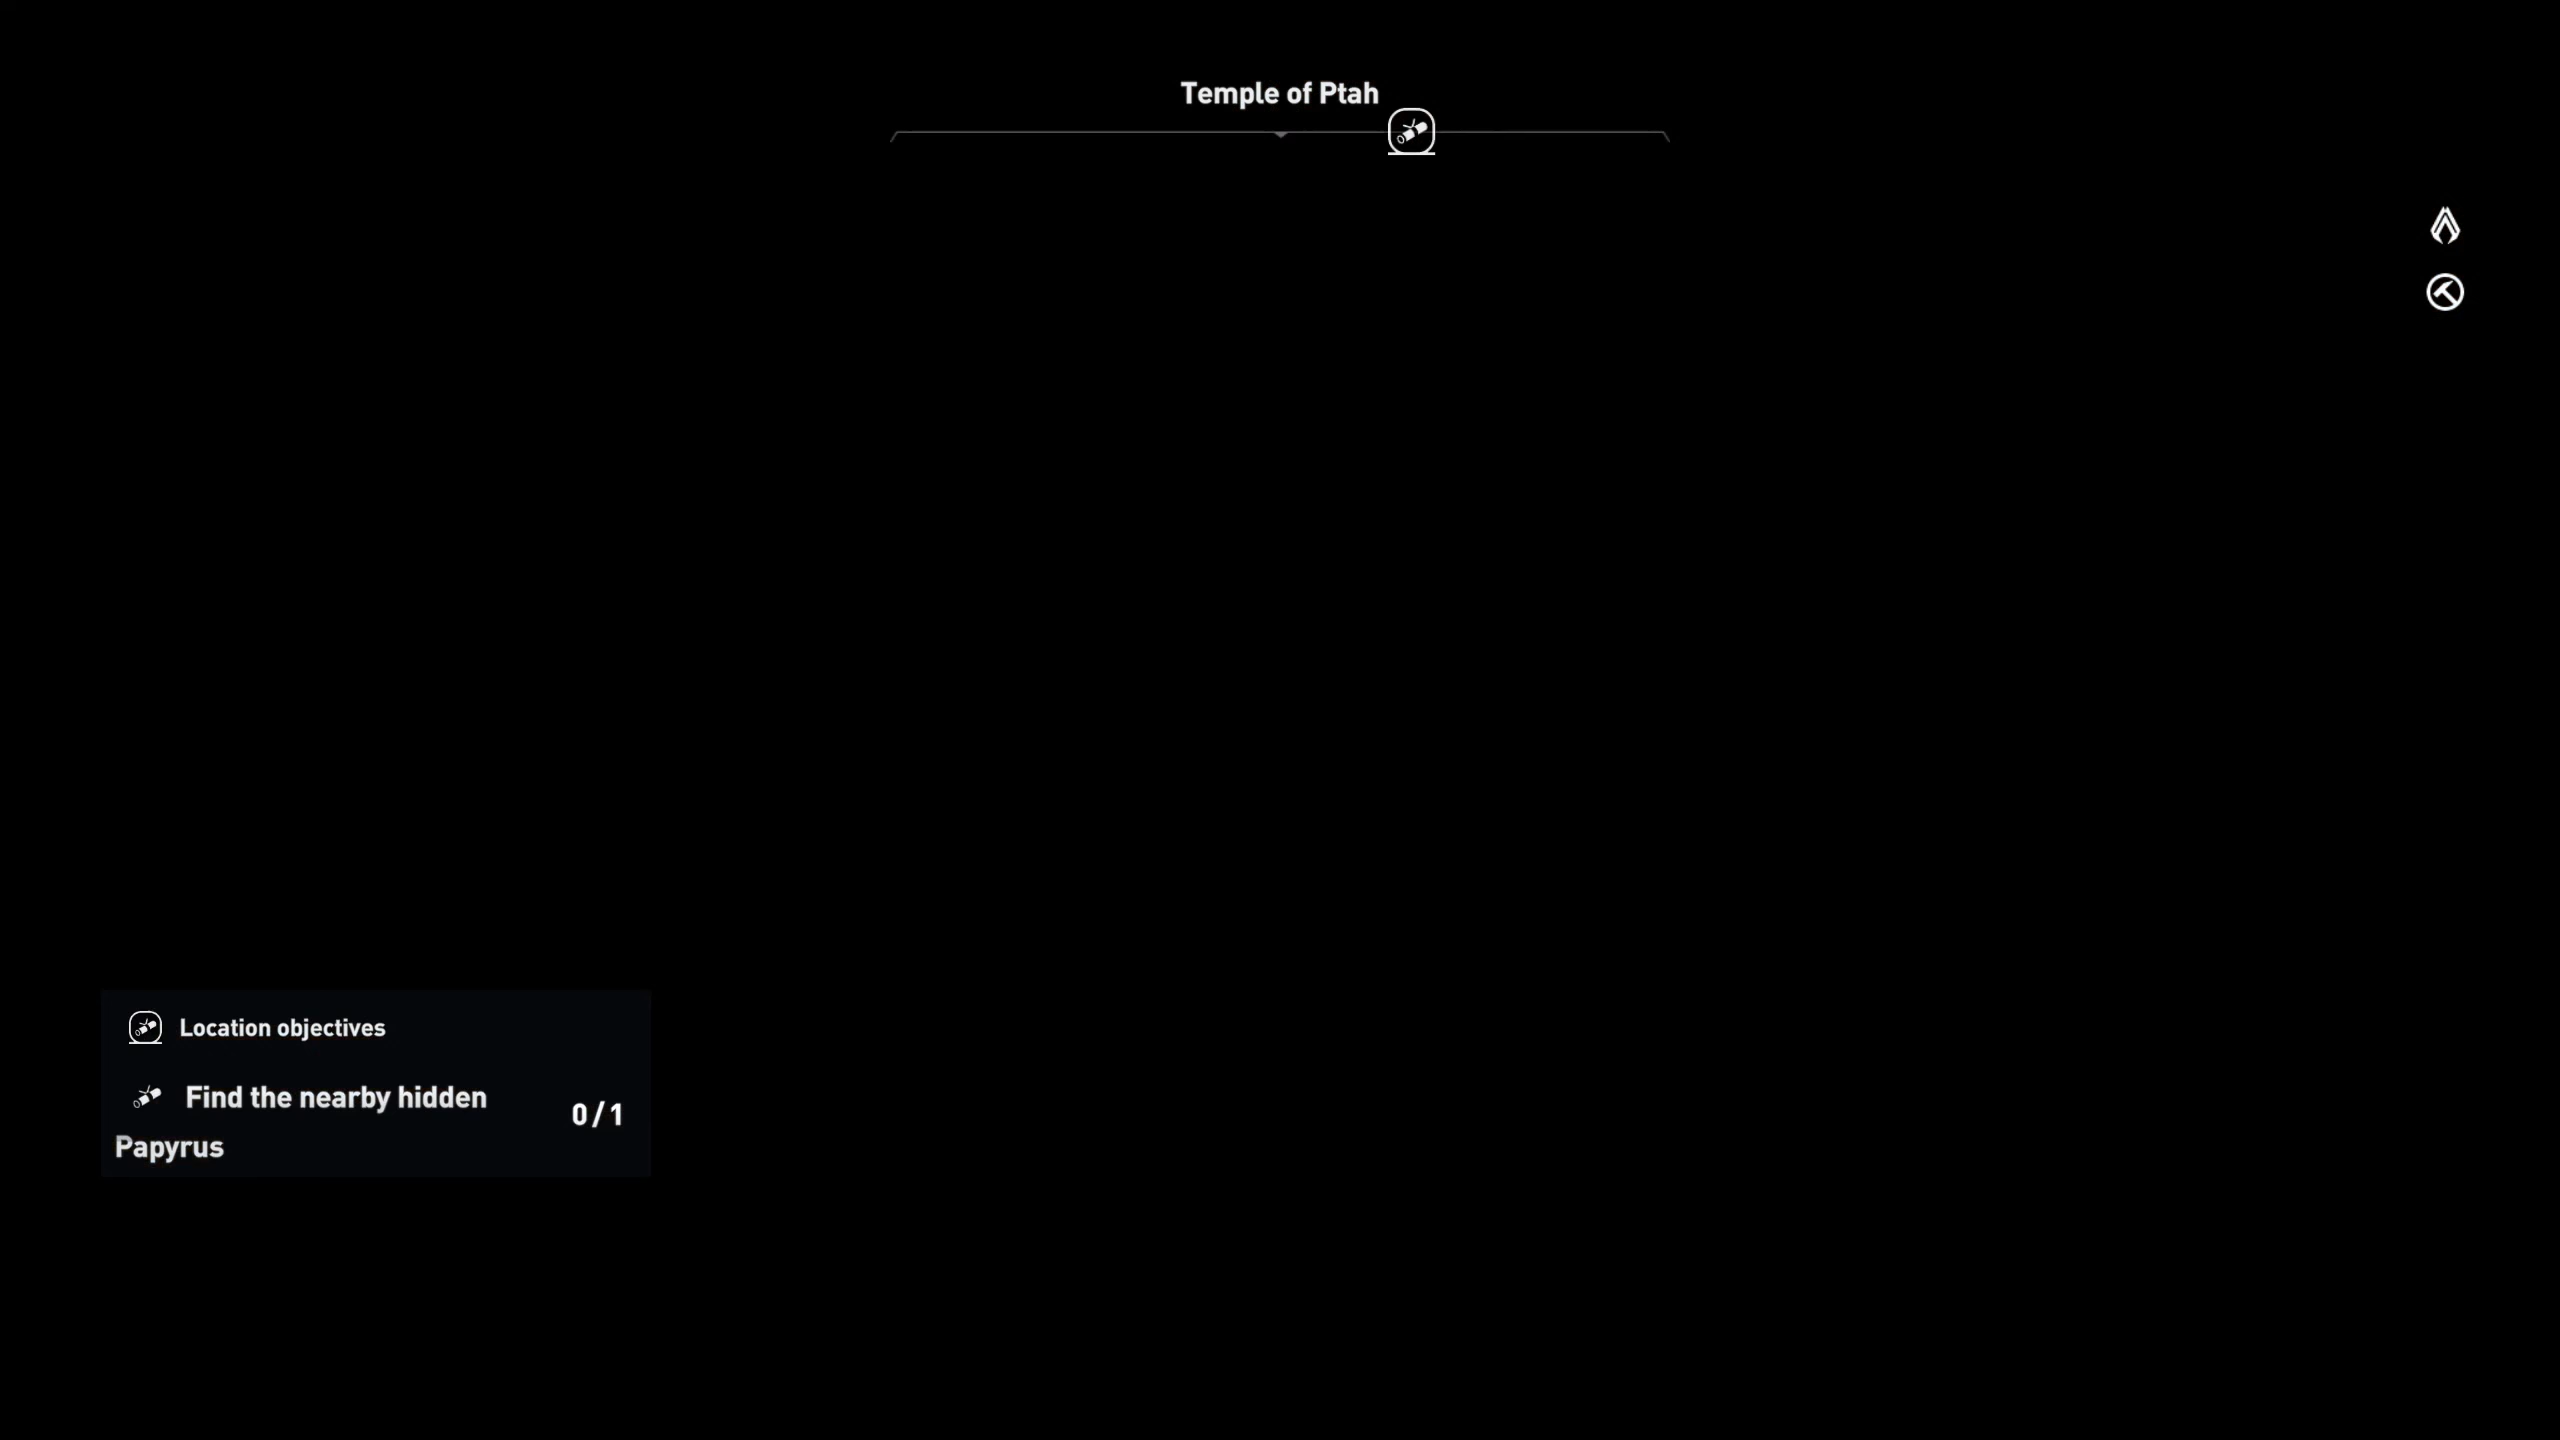 Temple of Ptah
Location objectives
Find the nearby hidden
Papyrus
0/1